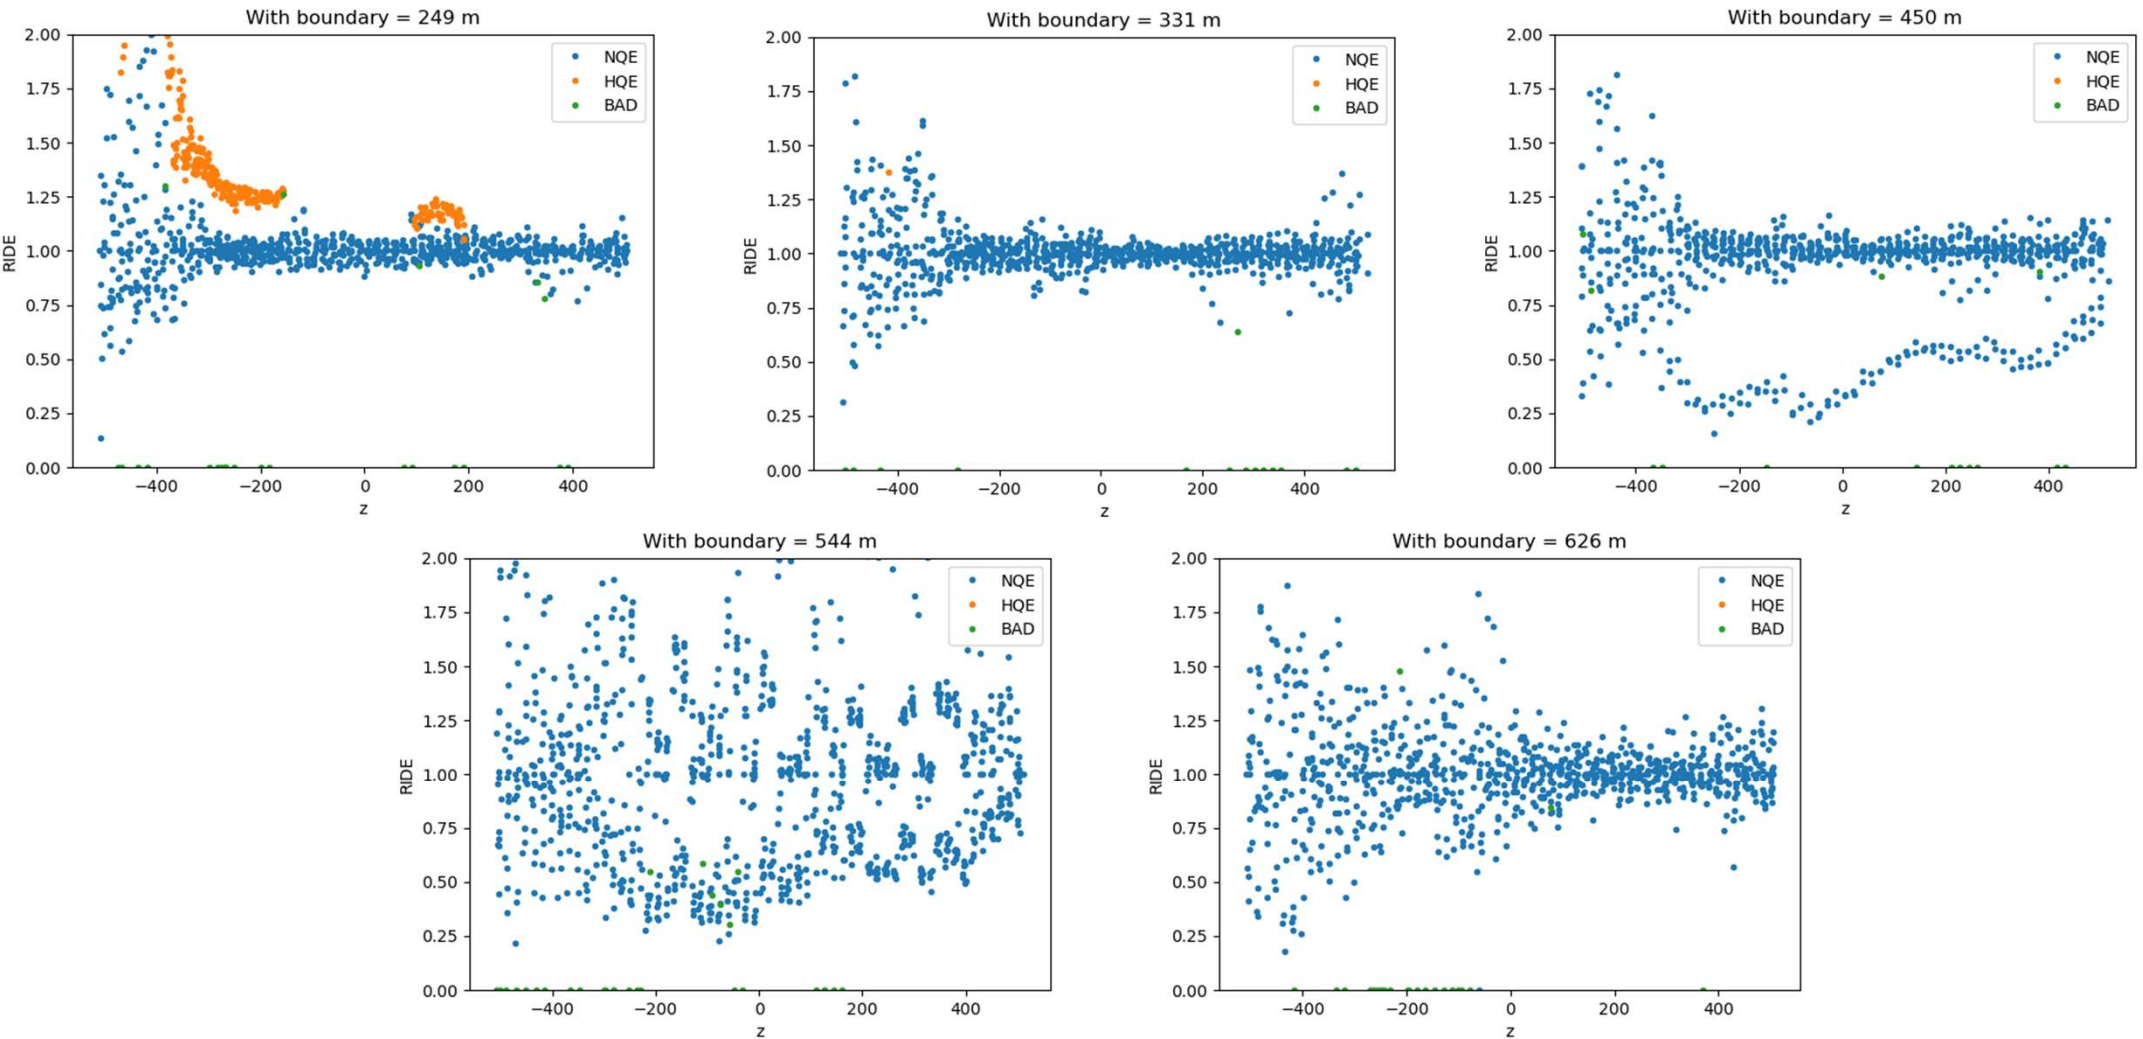 With boundary = 249 m
2.00
1.75
1.50
1.25
1.00
0.75
0.50
0.25
0.00
RIDE
NQE
HQE
BAD
−400 −200 0 200 400
z
With boundary = 331 m
2.00
1.75
1.50
1.25
1.00
0.75
0.50
0.25
0.00
RIDE
NQE
HQE
BAD
−400 −200 0 200 400
z
With boundary = 450 m
2.00
1.75
1.50
1.25
1.00
0.75
0.50
0.25
0.00
RIDE
NQE
HQE
BAD
−400 −200 0 200 400
z
With boundary = 544 m
2.00
1.75
1.50
1.25
1.00
0.75
0.50
0.25
0.00
RIDE
NQE
HQE
BAD
−400 −200 0 200 400
z
With boundary = 626 m
2.00
1.75
1.50
1.25
1.00
0.75
0.50
0.25
0.00
RIDE
NQE
HQE
BAD
−400 −200 0 200 400
z